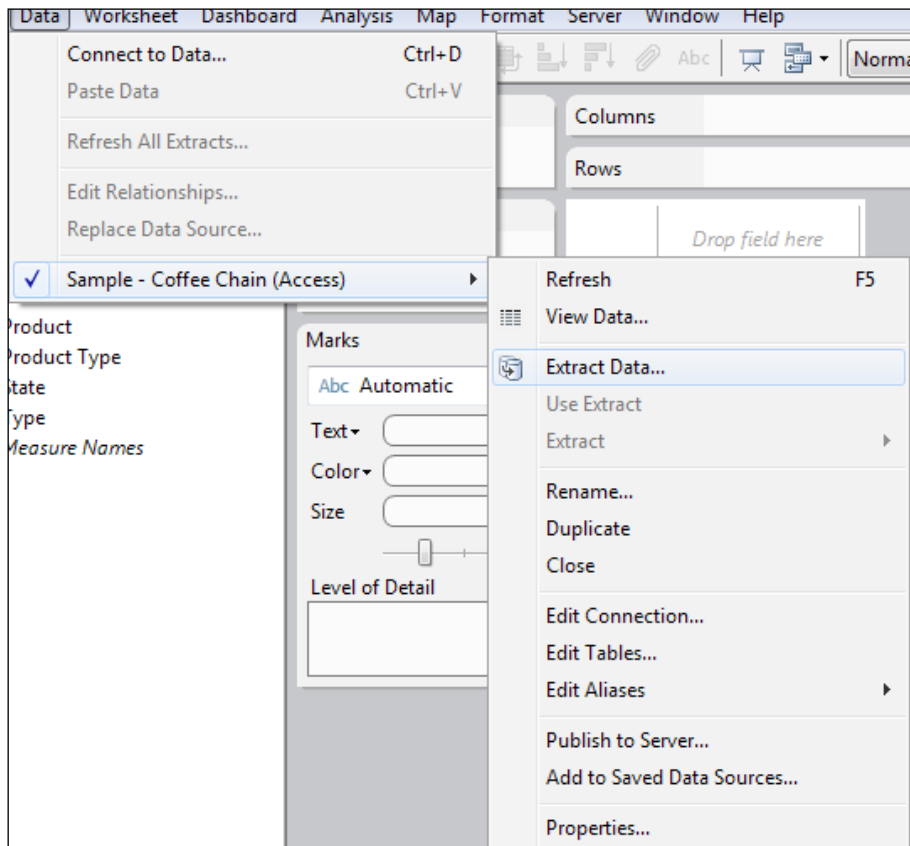 Data Worksheet Dashboard Analysis Map Format Server Window Help
Connect to Data... Ctrl+D
Paste Data Ctrl+V
Refresh All Extracts...
Edit Relationships...
Replace Data Source...
Sample - Coffee Chain (Access)
Abc
Norma
Columns
Rows
Drop field here
Product
Product Type
State
Type
Measure Names
Marks
Abc Automatic
Text
Color
Size
Level of Detail
Refresh F5
View Data...
Extract Data...
Use Extract
Extract
Rename...
Duplicate
Close
Edit Connection...
Edit Tables...
Edit Aliases
Publish to Server...
Add to Saved Data Sources...
Properties...